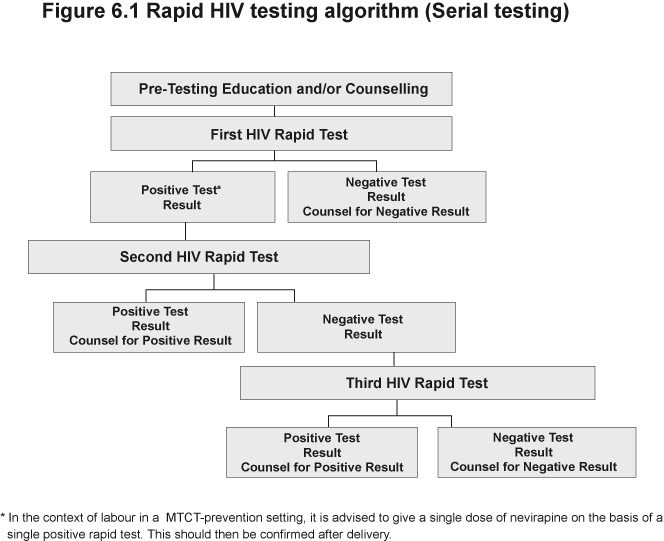 Figure 6.1 Rapid HIV testing algorithm (Serial testing)
Pre-Testing Education and/or Counselling
First HIV Rapid Test
Positive Test*
Result
Negative Test
Result
Counsel for Negative Result
Second HIV Rapid Test
Positive Test
Result
Counsel for Positive Result
Negative Test
Result
Third HIV Rapid Test
Positive Test
Result
Counsel for Positive Result
Negative Test
Result
Counsel for Negative Result
* In the context of labour in a MTCT-prevention setting, it is advised to give a single dose of nevirapine on the basis of a
single positive rapid test. This should then be confirmed after delivery.